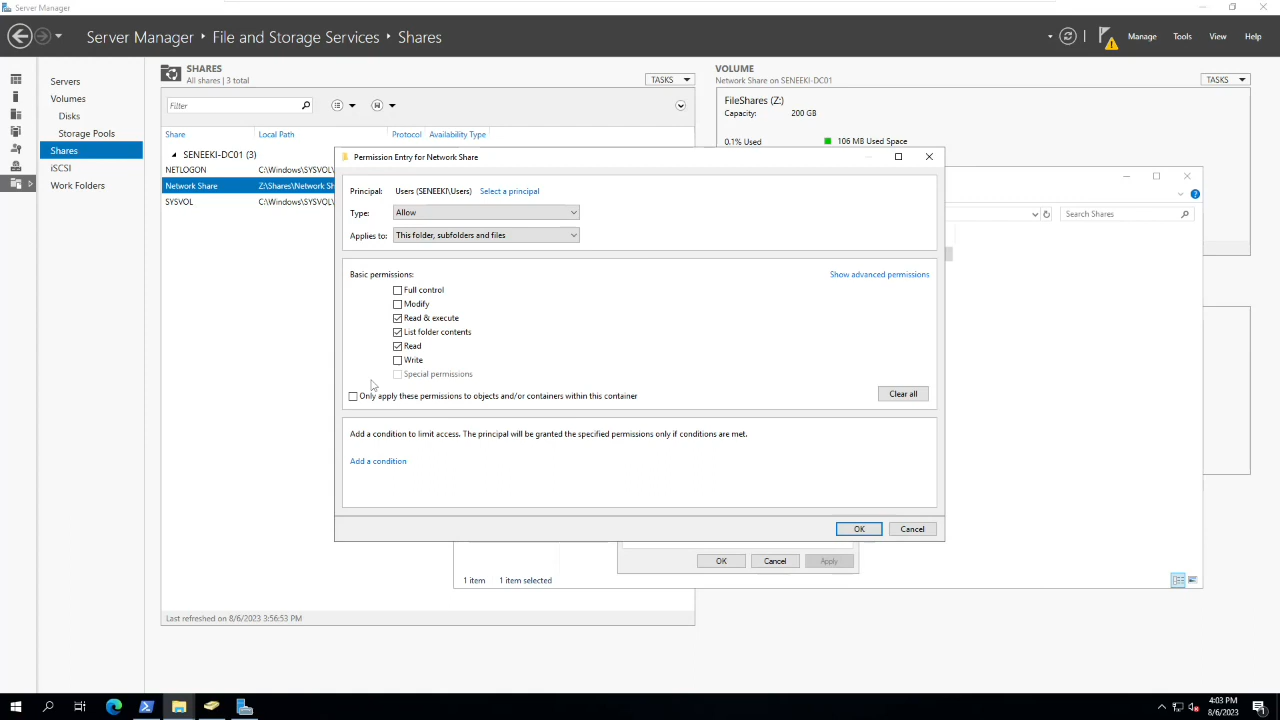 Server Manager
Server Manager File and Storage Services Shares
Manage Tools View Help
Servers
Volumes
Disks
Storage Pools
Shares
iSCSI
Work Folders
SHARES
All shares | 3 total
TASKS
Filter
Share Local Path Protocol Availability Type
SENEEKI-DC01 (3)
NETLOGON C:\Windows\SYSVOL\
Network Share Z:\Shares\Network Sh
SYSVOL C:\Windows\SYSVOL\
Last refreshed on 8/6/2023 3:56:53 PM
VOLUME
Network Share on SENEEKI-DC01
TASKS
FileShares (Z:)
Capacity: 200 GB
0.1% Used 106 MB Used Space
Search Shares
Permission Entry for Network Share
Principal: Users (SENEEKI\Users) Select a principal
Type: Allow
Applies to: This folder, subfolders and files
Basic permissions: Show advanced permissions
Full control
Modify
Read & execute
List folder contents
Read
Write
Special permissions
Only apply these permissions to objects and/or containers within this container
Clear all
Add a condition to limit access. The principal will be granted the specified permissions only if conditions are met.
Add a condition
OK Cancel
OK Cancel Apply
1 item 1 item selected
4:03 PM
8/6/2023
1